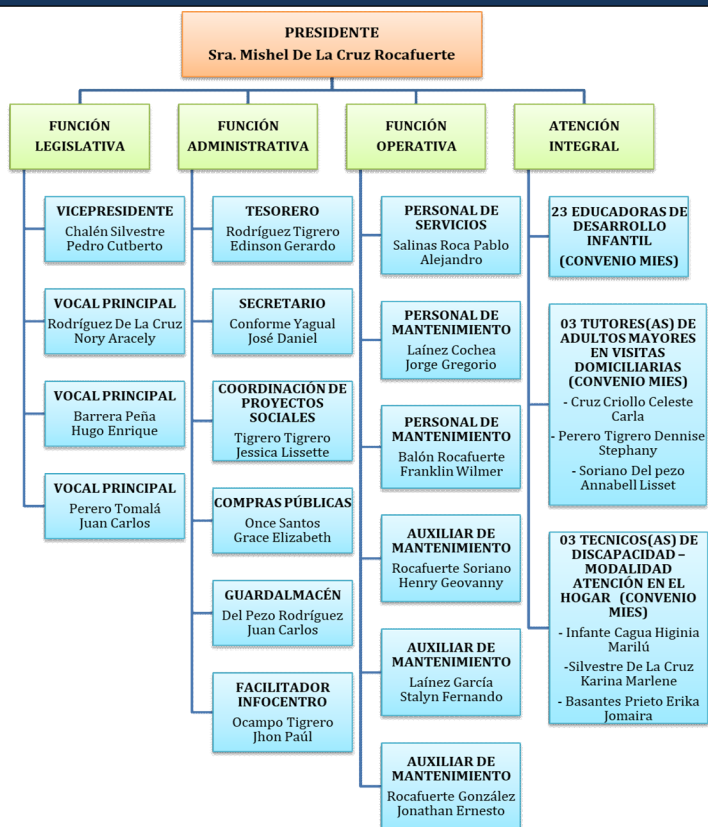 PRESIDENTE
Sra. Mishel De La Cruz Rocafuerte
FUNCIÓN
LEGISLATIVA
VICEPRESIDENTE
Chalén Silvestre
Pedro Cutberto
VOCAL PRINCIPAL
Rodríguez De La Cruz
Nory Aracely
VOCAL PRINCIPAL
Barrera Peña
Hugo Enrique
VOCAL PRINCIPAL
Perero Tomalá
Juan Carlos
FUNCIÓN
ADMINISTRATIVA
TESORERO
Rodríguez Tigrero
Edinson Gerardo
SECRETARIO
Conforme Yagual
José Daniel
COORDINACIÓN DE
PROYECTOS
SOCIALES
Tigrero Tigrero
Jessica Lissette
COMPRAS PÚBLICAS
Once Santos
Grace Elizabeth
GUARDALMACÉN
Del Pezo Rodríguez
Juan Carlos
FACILITADOR
INFOCENTRO
Ocampo Tigrero
Jhon Paúl
FUNCIÓN
OPERATIVA
PERSONAL DE
SERVICIOS
Salinas Roca Pablo
Alejandro
PERSONAL DE
MANTENIMIENTO
Laínez Cochea
Jorge Gregorio
PERSONAL DE
MANTENIMIENTO
Balón Rocafuerte
Franklin Wilmer
AUXILIAR DE
MANTENIMIENTO
Rocafuerte Soriano
Henry Geovanny
AUXILIAR DE
MANTENIMIENTO
Laínez García
Stalyn Fernando
AUXILIAR DE
MANTENIMIENTO
Rocafuerte González
Jonathan Ernesto
ATENCIÓN
INTEGRAL
23 EDUCADORAS DE
DESARROLLO
INFANTIL
(CONVENIO MIES)
03 TUTORES(AS) DE
ADULTOS MAYORES
EN VISITAS
DOMICILIARIAS
(CONVENIO MIES)
- Cruz Criollo Celeste
Carla
- Perero Tigrero Dennise
Stephany
- Soriano Del pezo
Annabell Lisset
03 TECNICOS(AS) DE
DISCAPACIDAD –
MODALIDAD
ATENCIÓN EN EL
HOGAR (CONVENIO
MIES)
- Infante Cagua Higinia
Marilú
-Silvestre De La Cruz
Karina Marlene
- Basantes Prieto Erika
Jomaira